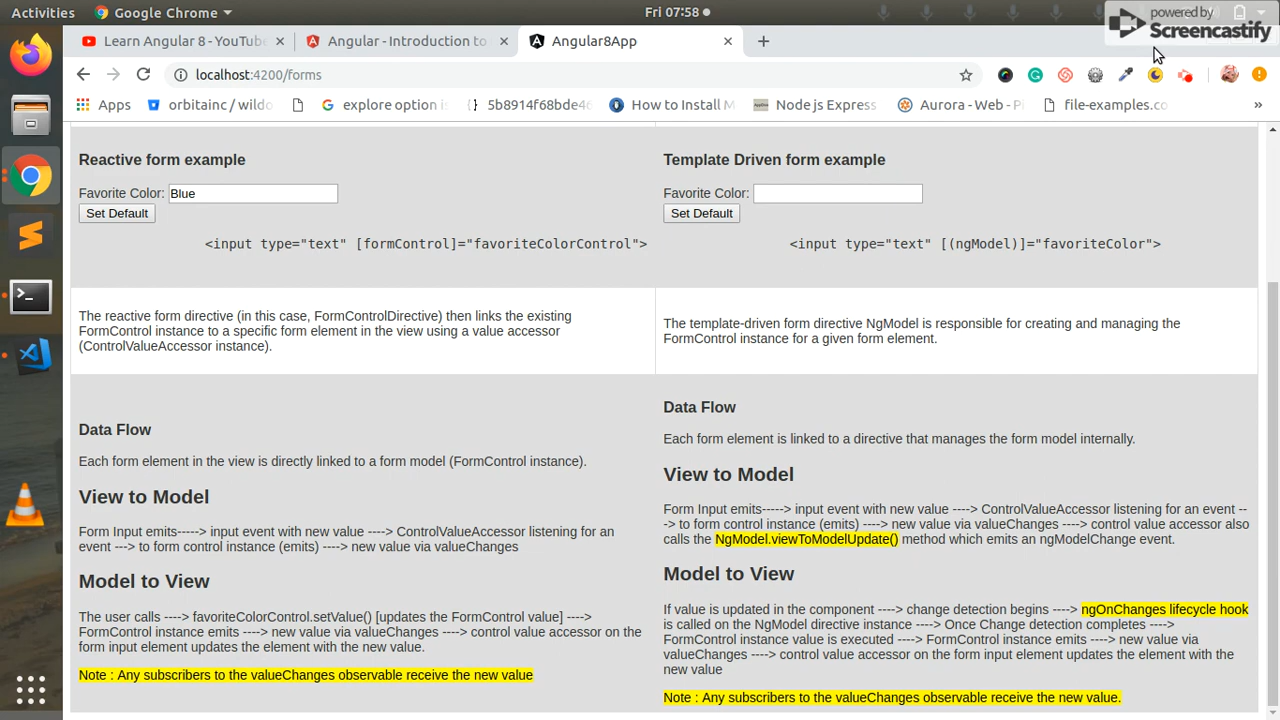 Activities
Google Chrome
Fri 07:58
powered by
Screencastify
Learn Angular 8 - YouTube
Angular - Introduction to
Angular8App
localhost:4200/forms
Apps
orbitainc / wildo
explore option i
5b8914f68bde4
How to Install M
Node js Express
Aurora - Web - P
file-examples.co
»
Reactive form example
Template Driven form example
Favorite Color: Blue
Favorite Color:
Set Default
Set Default
<input type="text" [formControl]="favoriteColorControl">
<input type="text" [(ngModel)]="favoriteColor">
The reactive form directive (in this case, FormControlDirective) then links the existing
FormControl instance to a specific form element in the view using a value accessor
(ControlValueAccessor instance).
The template-driven form directive NgModel is responsible for creating and managing the
FormControl instance for a given form element.
Data Flow
Each form element in the view is directly linked to a form model (FormControl instance).
View to Model
Form Input emits-----> input event with new value ----> ControlValueAccessor listening for an
event ---> to form control instance (emits) ----> new value via valueChanges
Model to View
The user calls ----> favoriteColorControl.setValue() [updates the FormControl value] ---->
FormControl instance emits ----> new value via valueChanges ----> control value accessor on the
form input element updates the element with the new value.
Note : Any subscribers to the valueChanges observable receive the new value
Data Flow
Each form element is linked to a directive that manages the form model internally.
View to Model
Form Input emits-----> input event with new value ----> ControlValueAccessor listening for an event --
-> to form control instance (emits) ----> new value via valueChanges ----> control value accessor also
calls the NgModel.viewToModelUpdate() method which emits an ngModelChange event.
Model to View
If value is updated in the component ----> change detection begins ----> ngOnChanges lifecycle hook
is called on the NgModel directive instance ----> Once Change detection completes ---->
FormControl instance value is executed ----> FormControl instance emits ----> new value via
valueChanges ----> control value accessor on the form input element updates the element with the
new value
Note : Any subscribers to the valueChanges observable receive the new value.